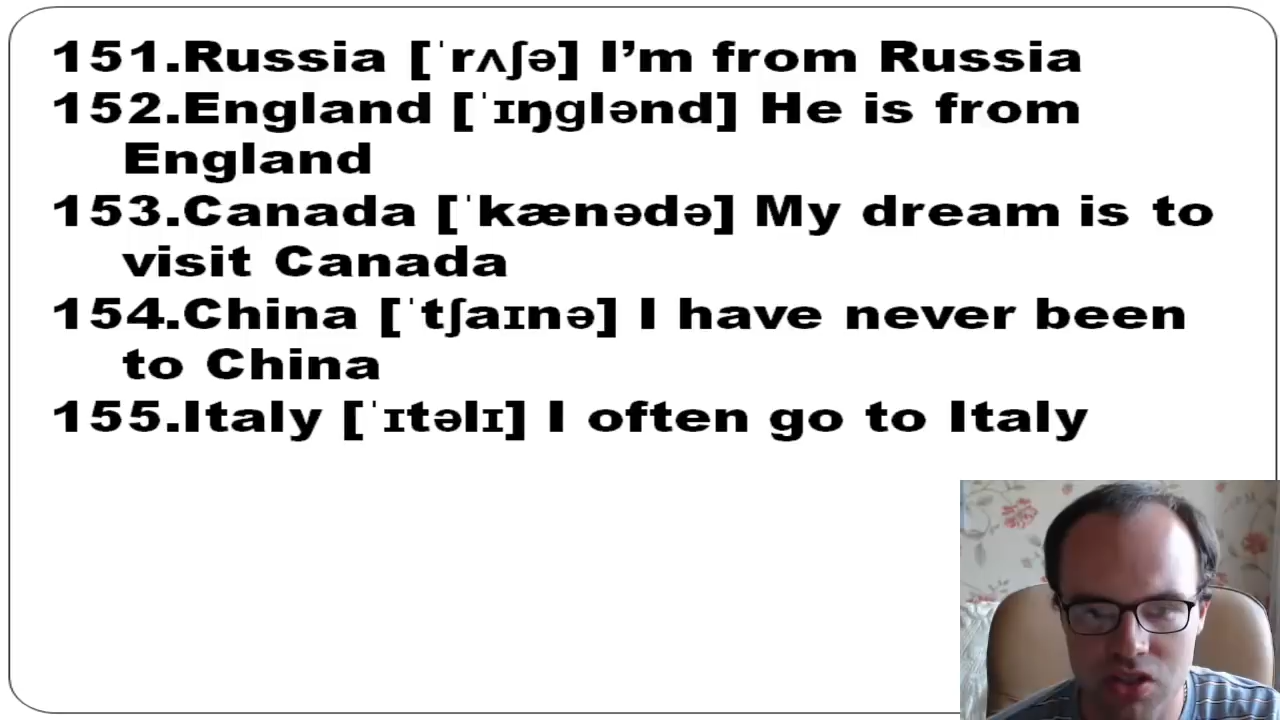 151.Russia [ˈrʌʃə] I’m from Russia
152.England [ˈɪŋglənd] He is from
England
153.Canada [ˈkænədə] My dream is to
visit Canada
154.China [ˈtʃaɪnə] I have never been
to China
155.Italy [ˈɪtəlɪ] I often go to Italy